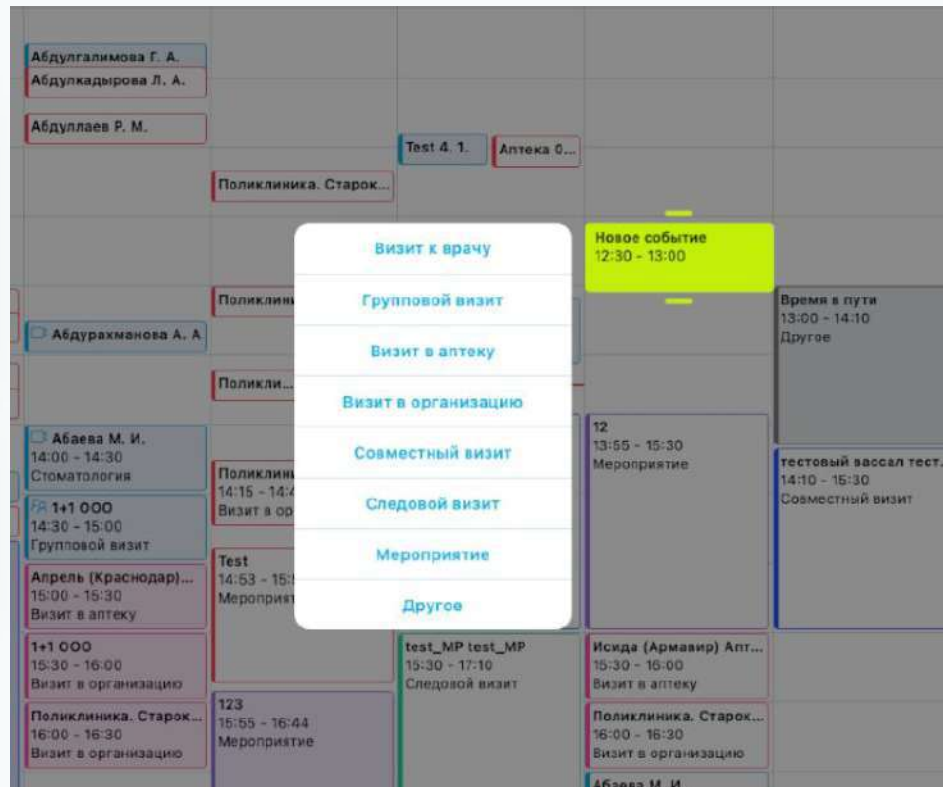 Абдулгалимова Г. А.
Абдулкадырова Л. А.
Абдуллаев Р. М.
Абдурахманова А. А
Абаева М. И.
14:00 - 14:30
Стоматология
1+1 ООО
14:30 - 15:00
Групповой визит
Апрель (Краснодар)...
15:00 - 15:30
Визит в аптеку
1+1 ООО
15:30 - 16:00
Визит в организацию
Поликлиника. Старок...
16:00 - 16:30
Визит в организацию
Поликлиника. Старок...
Поликлин
Поликли...
Поликлин
14:15 - 14:4
Визит в ор
Test
14:53 - 15:
Мероприят
123
15:55 - 16:44
Мероприятие
Test 4. 1.
Аптека 0...
Визит к врачу
Групповой визит
Визит в аптеку
Визит в организацию
Совместный визит
Следовой визит
Мероприятие
Другое
test_MP test_MP
15:30 - 17:10
Следовой визит
Новое событие
12:30 - 13:00
12
13:55 - 15:30
Мероприятие
Исида (Армавир) Апт...
15:30 - 16:00
Визит в аптеку
Поликлиника. Старок...
16:00 - 16:30
Визит в организацию
Абаева М. И.
Время в пути
13:00 - 14:10
Другое
тестовый вассал тест.
14:10 - 15:30
Совместный визит